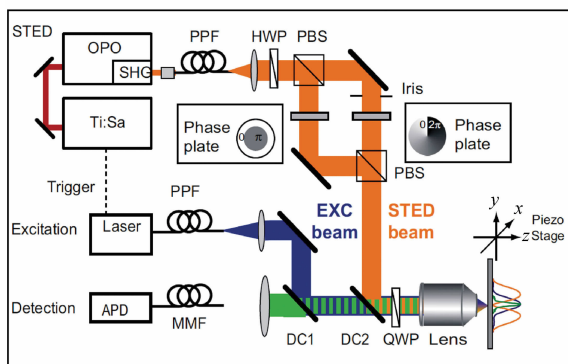 STED
OPO
SHG
PPF
HWP
PBS
Iris
Ti:Sa
0 π
Phase
plate
0 2π
Phase
plate
PBS
Trigger
PPF
Excitation
Laser
EXC
beam
STED
beam
y
x
z
Piezo
Stage
Detection
APD
MMF
DC1
DC2
QWP
Lens